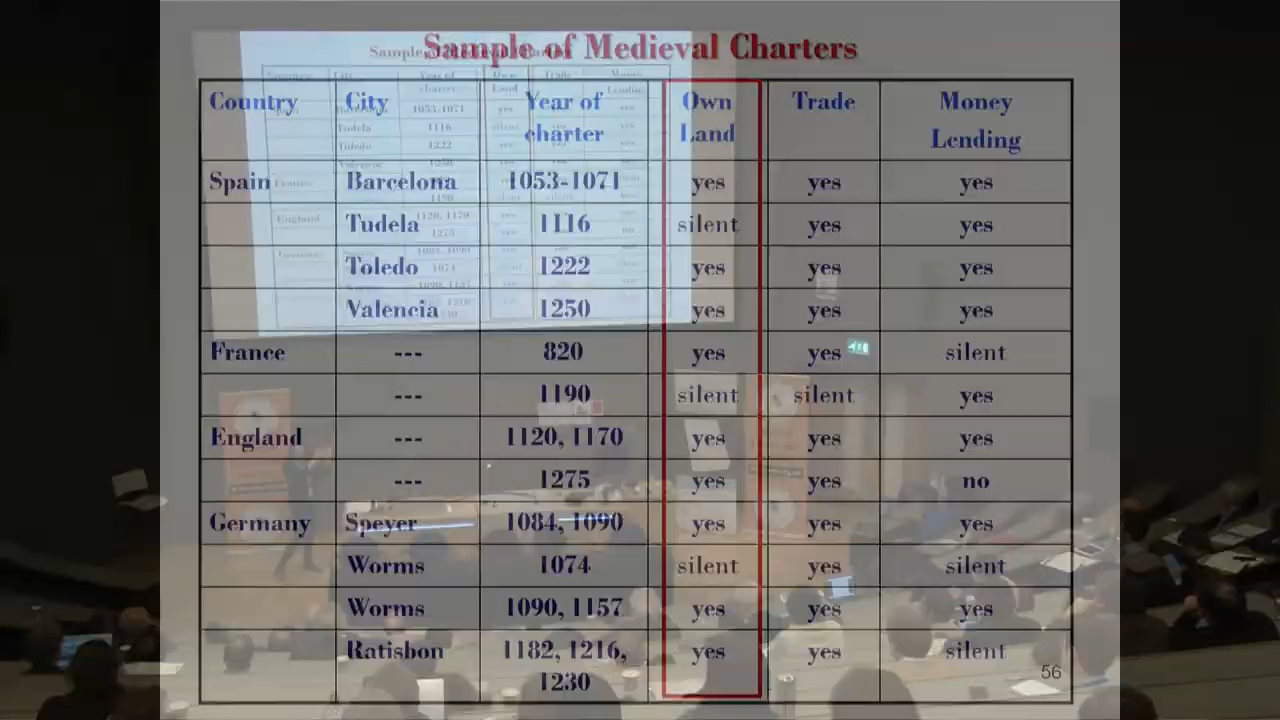 Sample of Medieval Charters
Country City Year of charter Own Land Trade Money Lending
Spain Barcelona 1053-1071 yes yes yes
Tudela 1116 silent yes yes
Toledo 1222 yes yes yes
Valencia 1250 yes yes yes
France --- 820 yes yes silent
--- 1190 silent silent yes
England --- 1120, 1170 yes yes yes
--- 1275 yes yes no
Germany Speyer 1084, 1090 yes yes yes
Worms 1074 silent yes silent
Worms 1090, 1157 yes yes yes
Ratisbon 1182, 1216, 1230 yes yes silent
56